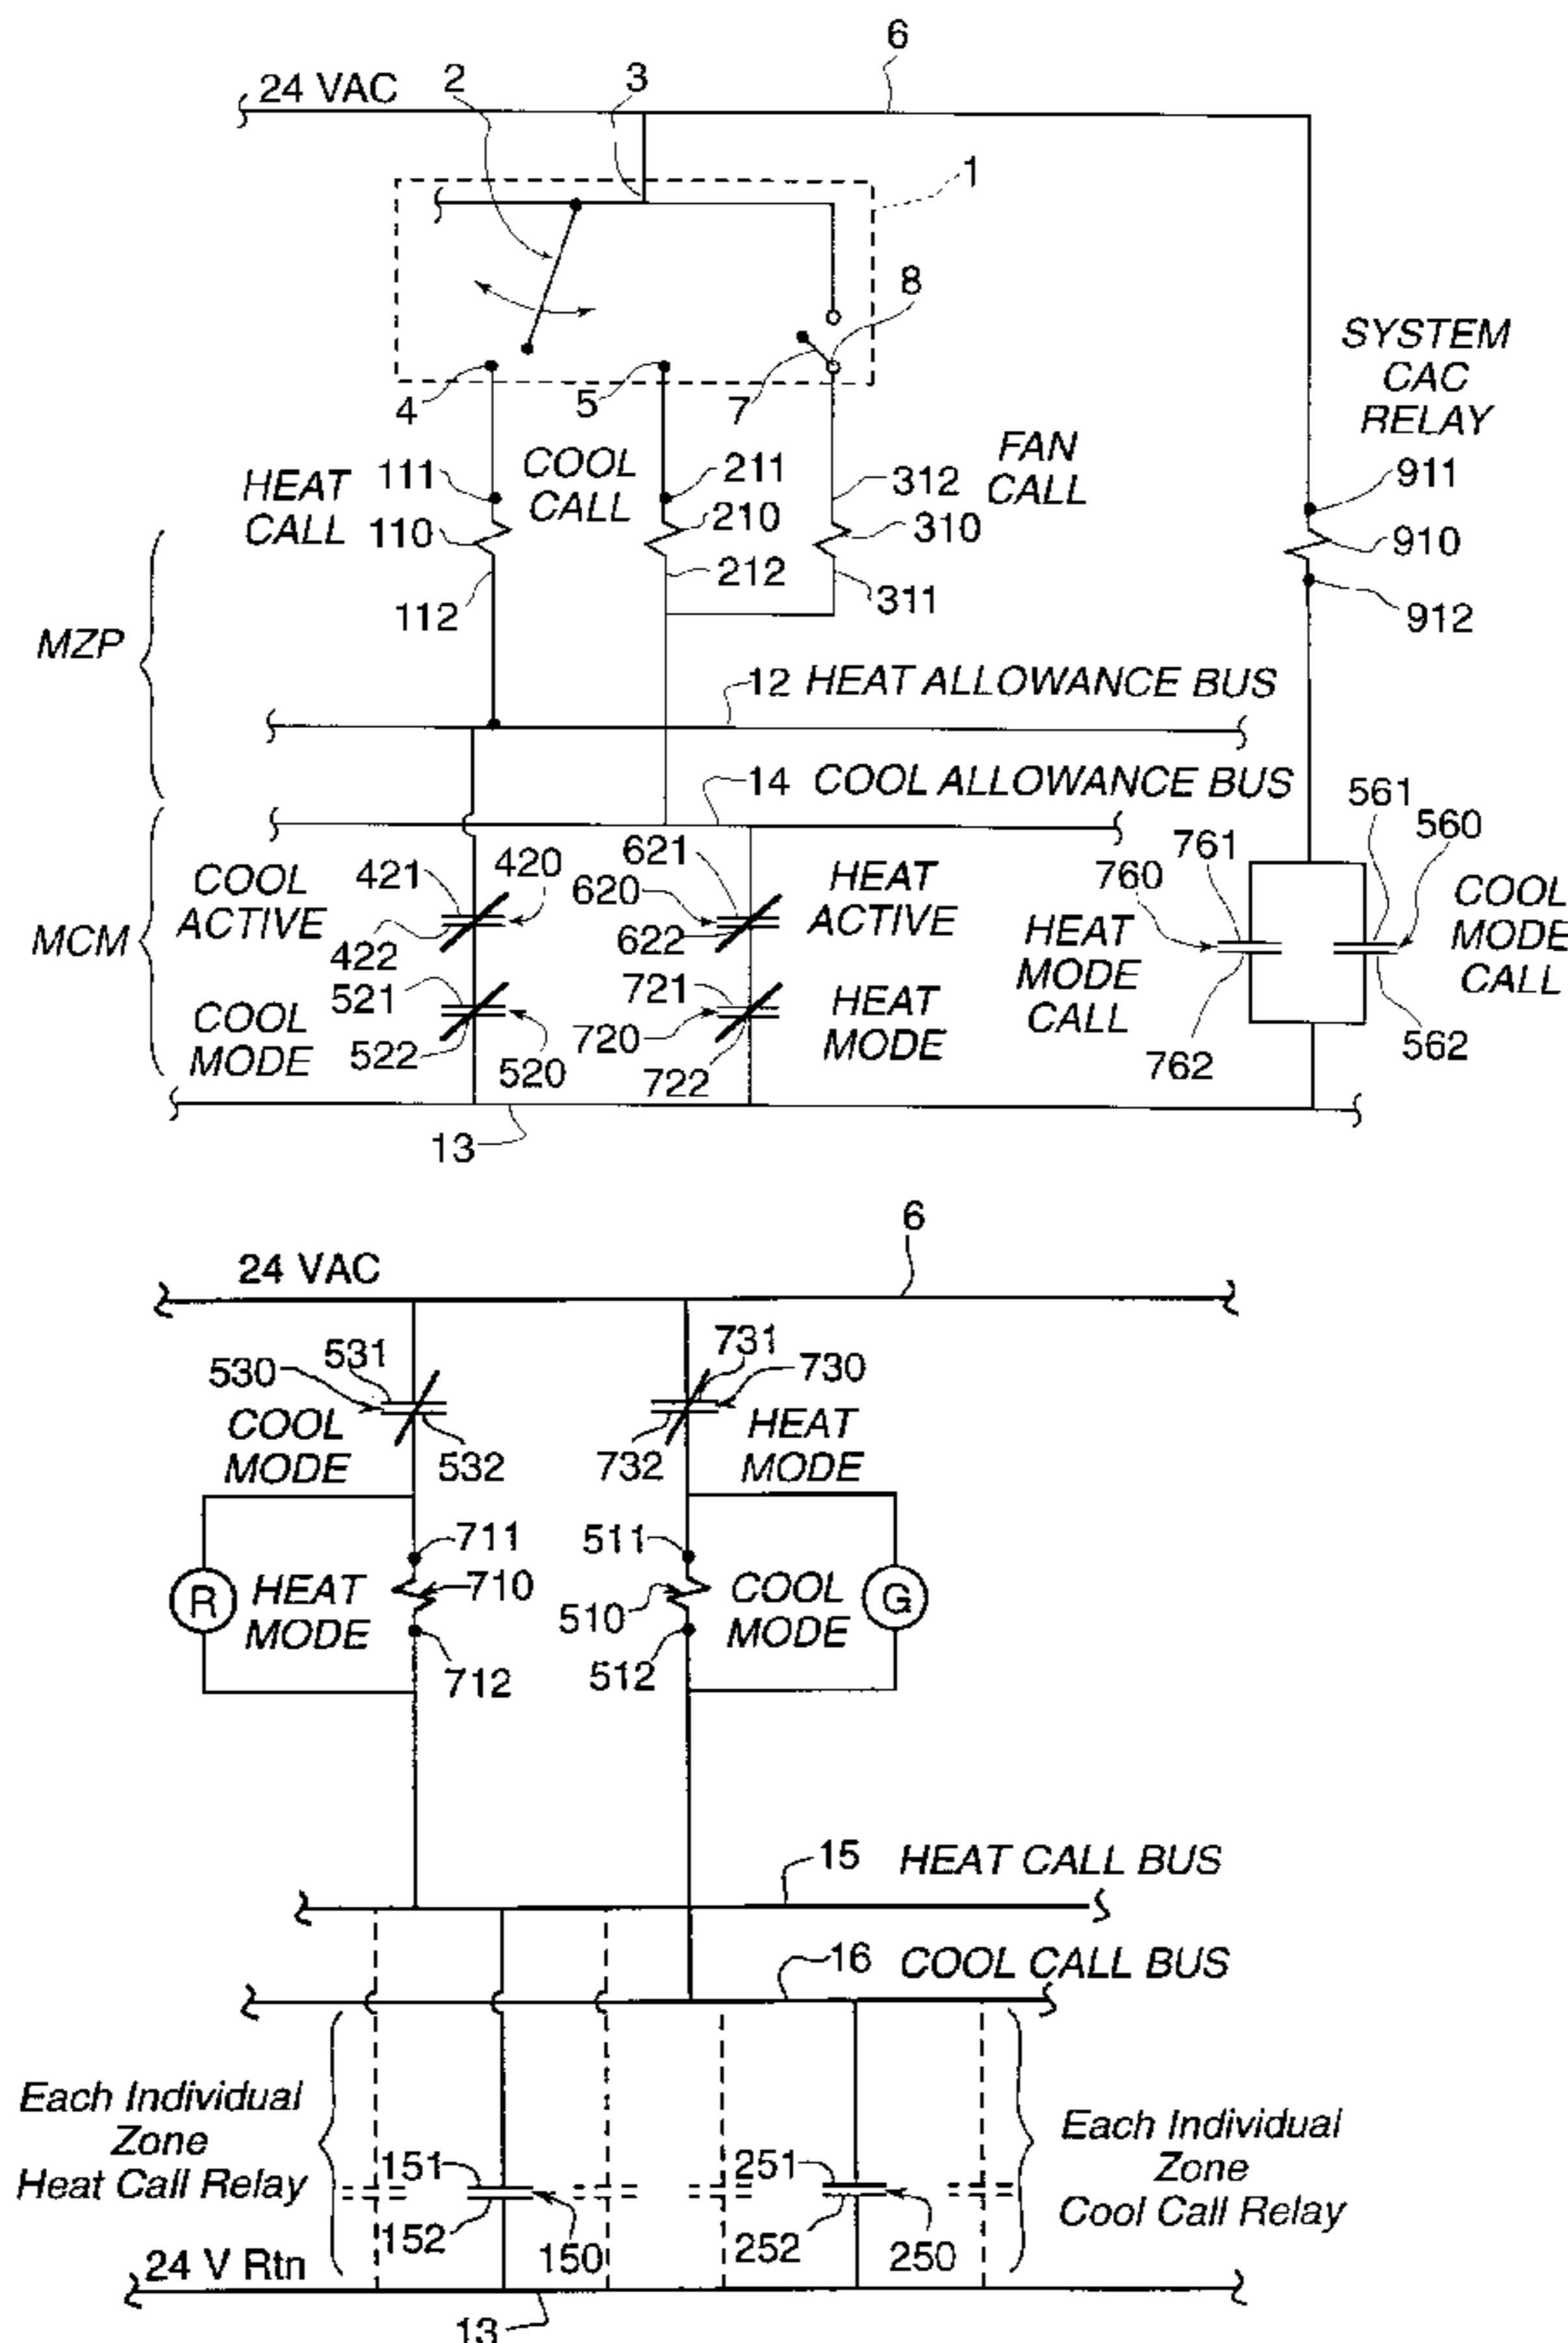 6
24 VAC
2
3
1
8
4
5
7
SYSTEM
CAC
RELAY
HEAT
CALL
111
110
112
COOL
CALL
211
210
212
FAN
CALL
312
310
311
911
910
912
MZP
12 HEAT ALLOWANCE BUS
14 COOL ALLOWANCE BUS
MCM
COOL
ACTIVE
421
420
422
621
620
622
HEAT
ACTIVE
COOL
MODE
521
522
520
721
720
722
HEAT
MODE
760
761
762
HEAT
MODE
CALL
561
560
562
COOL
MODE
CALL
13
6
24 VAC
530
531
532
COOL
MODE
731
730
732
HEAT
MODE
R
HEAT
MODE
711
710
712
511
510
512
COOL
MODE
G
15 HEAT CALL BUS
16 COOL CALL BUS
Each Individual
Zone
Heat Call Relay
151
152
150
251
252
250
Each Individual
Zone
Cool Call Relay
24 V Rtn
13